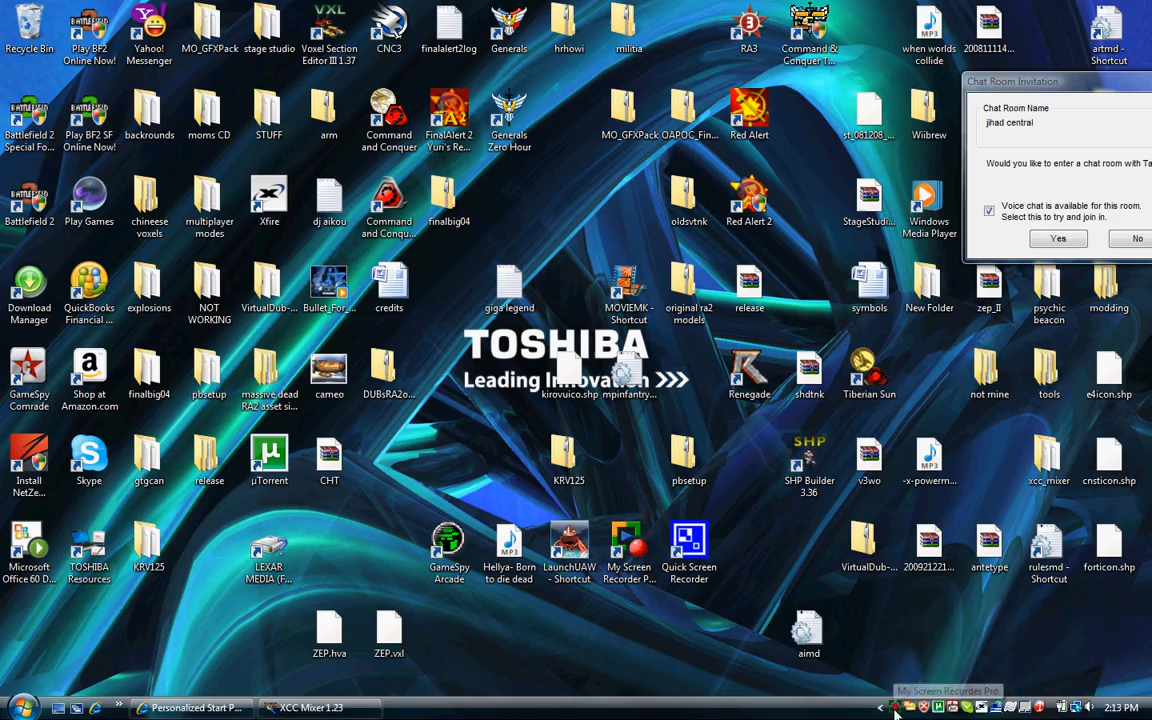 Recycle Bin
Play BF2 Online Now!
Yahoo! Messenger
MO_GFXPack
stage studio
Voxel Section Editor III 1.37
CNC3
finalalert2log
Generals
hrhowi
militia
RA3
Command & Conquer T...
when worlds collide
200811114...
artmd - Shortcut
Chat Room Invitation
Chat Room Name
jihad central
Would you like to enter a chat room with Ta
Voice chat is available for this room.
Select this to try and join in.
Yes
No
Battlefield 2 Special Fo...
Play BF2 SF Online Now!
backrounds
moms CD
STUFF
arm
Command and Conquer
FinalAlert 2 Yuri's Re...
Generals Zero Hour
MO_GFXPack
OAPOC_Fin...
Red Alert
st_081208_...
Wiibrew
Battlefield 2
Play Games
chineese voxels
multiplayer modes
Xfire
dj aikou
Command and Conqu...
finalbig04
oldsvtnk
Red Alert 2
StageStudi...
Windows Media Player
Download Manager
QuickBooks Financial ...
explosions
NOT WORKING
VirtualDub-...
Bullet_For_...
credits
giga legend
MOVIEMK - Shortcut
original ra2 models
release
symbols
New Folder
zep_II
psychic beacon
modding
TOSHIBA
Leading Innovation >>>
GameSpy Comrade
Shop at Amazon.com
finalbig04
pbsetup
massive dead RA2 asset si...
cameo
DUBsRA2o...
kirovuico.shp
mpinfantry...
Renegade
shdtnk
Tiberian Sun
not mine
tools
e4icon.shp
Install NetZe...
Skype
gtgcan
release
µTorrent
CHT
KRV125
pbsetup
SHP
SHP Builder 3.36
v3wo
-x-powerm...
xcc_mixer
cnsticon.shp
Microsoft Office 60 D...
TOSHIBA Resources
KRV125
LEXAR MEDIA (F...
GameSpy Arcade
Hellya- Born to die dead
LaunchUAW - Shortcut
My Screen Recorder P...
Quick Screen Recorder
VirtualDub-...
200921221...
antetype
rulesmd - Shortcut
forticon.shp
ZEP.hva
ZEP.vxl
aimd
My Screen Recorder Pro
Personalized Start P...
XCC Mixer 1.23
2:13 PM